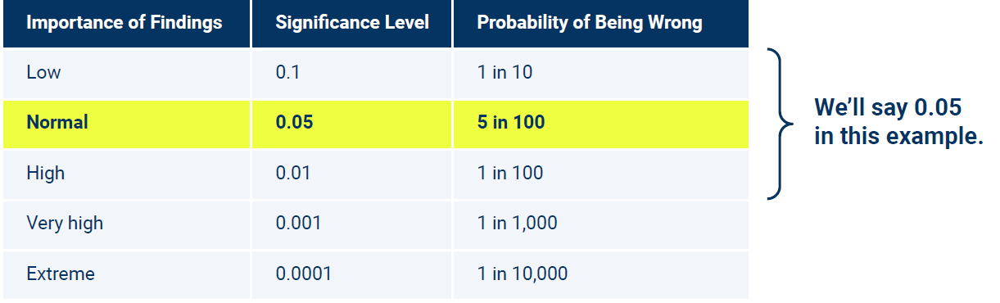 Importance of Findings Significance Level Probability of Being Wrong
Low 0.1 1 in 10
Normal 0.05 5 in 100
High 0.01 1 in 100
Very high 0.001 1 in 1,000
Extreme 0.0001 1 in 10,000
We’ll say 0.05
in this example.